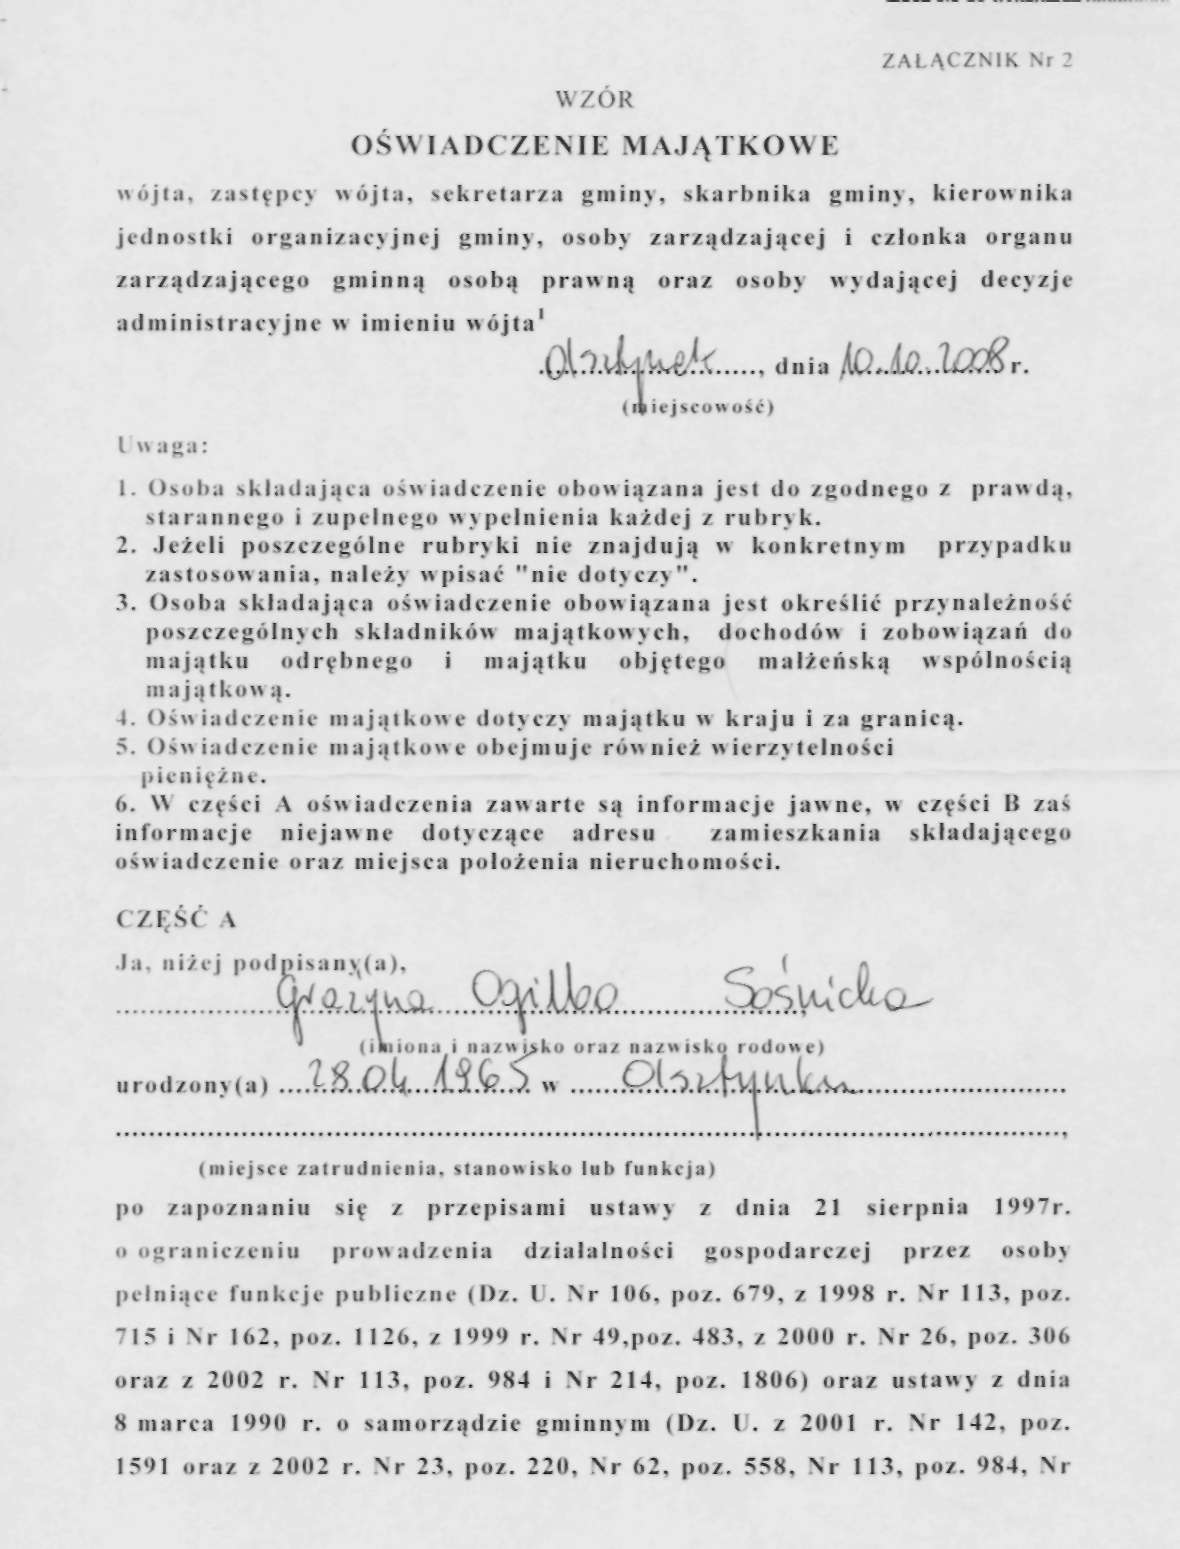 ZAŁĄCZNIK Nr 2
WZÓR
OŚWIADCZENIE MAJĄTKOWE
wójta, zastępcy wójta, sekretarza gminy, skarbnika gminy, kierownika
jednostki organizacyjnej gminy, osoby zarządzającej i członka organu
zarządzającego gminną osobą prawną oraz osoby wydającej decyzje
administracyjne w imieniu wójta¹
Olsztynek, dnia 10.10.2008 r.
(miejscowość)
Uwaga:
1. Osoba składająca oświadczenie obowiązana jest do zgodnego z prawdą,
starannego i zupełnego wypełnienia każdej z rubryk.
2. Jeżeli poszczególne rubryki nie znajdują w konkretnym przypadku
zastosowania, należy wpisać "nie dotyczy".
3. Osoba składająca oświadczenie obowiązana jest określić przynależność
poszczególnych składników majątkowych, dochodów i zobowiązań do
majątku odrębnego i majątku objętego małżeńską wspólnością
majątkową.
4. Oświadczenie majątkowe dotyczy majątku w kraju i za granicą.
5. Oświadczenie majątkowe obejmuje również wierzytelności
pieniężne.
6. W części A oświadczenia zawarte są informacje jawne, w części B zaś
informacje niejawne dotyczące adresu zamieszkania składającego
oświadczenie oraz miejsca położenia nieruchomości.
CZĘŚĆ A
Ja, niżej podpisany(a),
Grażyna Ogilba Sośnicka
(imiona i nazwisko oraz nazwisko rodowe)
urodzony(a) 28.04 1965 w Olsztynku
(miejsce zatrudnienia, stanowisko lub funkcja)
po zapoznaniu się z przepisami ustawy z dnia 21 sierpnia 1997r.
o ograniczeniu prowadzenia działalności gospodarczej przez osoby
pełniące funkcje publiczne (Dz. U. Nr 106, poz. 679, z 1998 r. Nr 113, poz.
715 i Nr 162, poz. 1126, z 1999 r. Nr 49,poz. 483, z 2000 r. Nr 26, poz. 306
oraz z 2002 r. Nr 113, poz. 984 i Nr 214, poz. 1806) oraz ustawy z dnia
8 marca 1990 r. o samorządzie gminnym (Dz. U. z 2001 r. Nr 142, poz.
1591 oraz z 2002 r. Nr 23, poz. 220, Nr 62, poz. 558, Nr 113, poz. 984, Nr